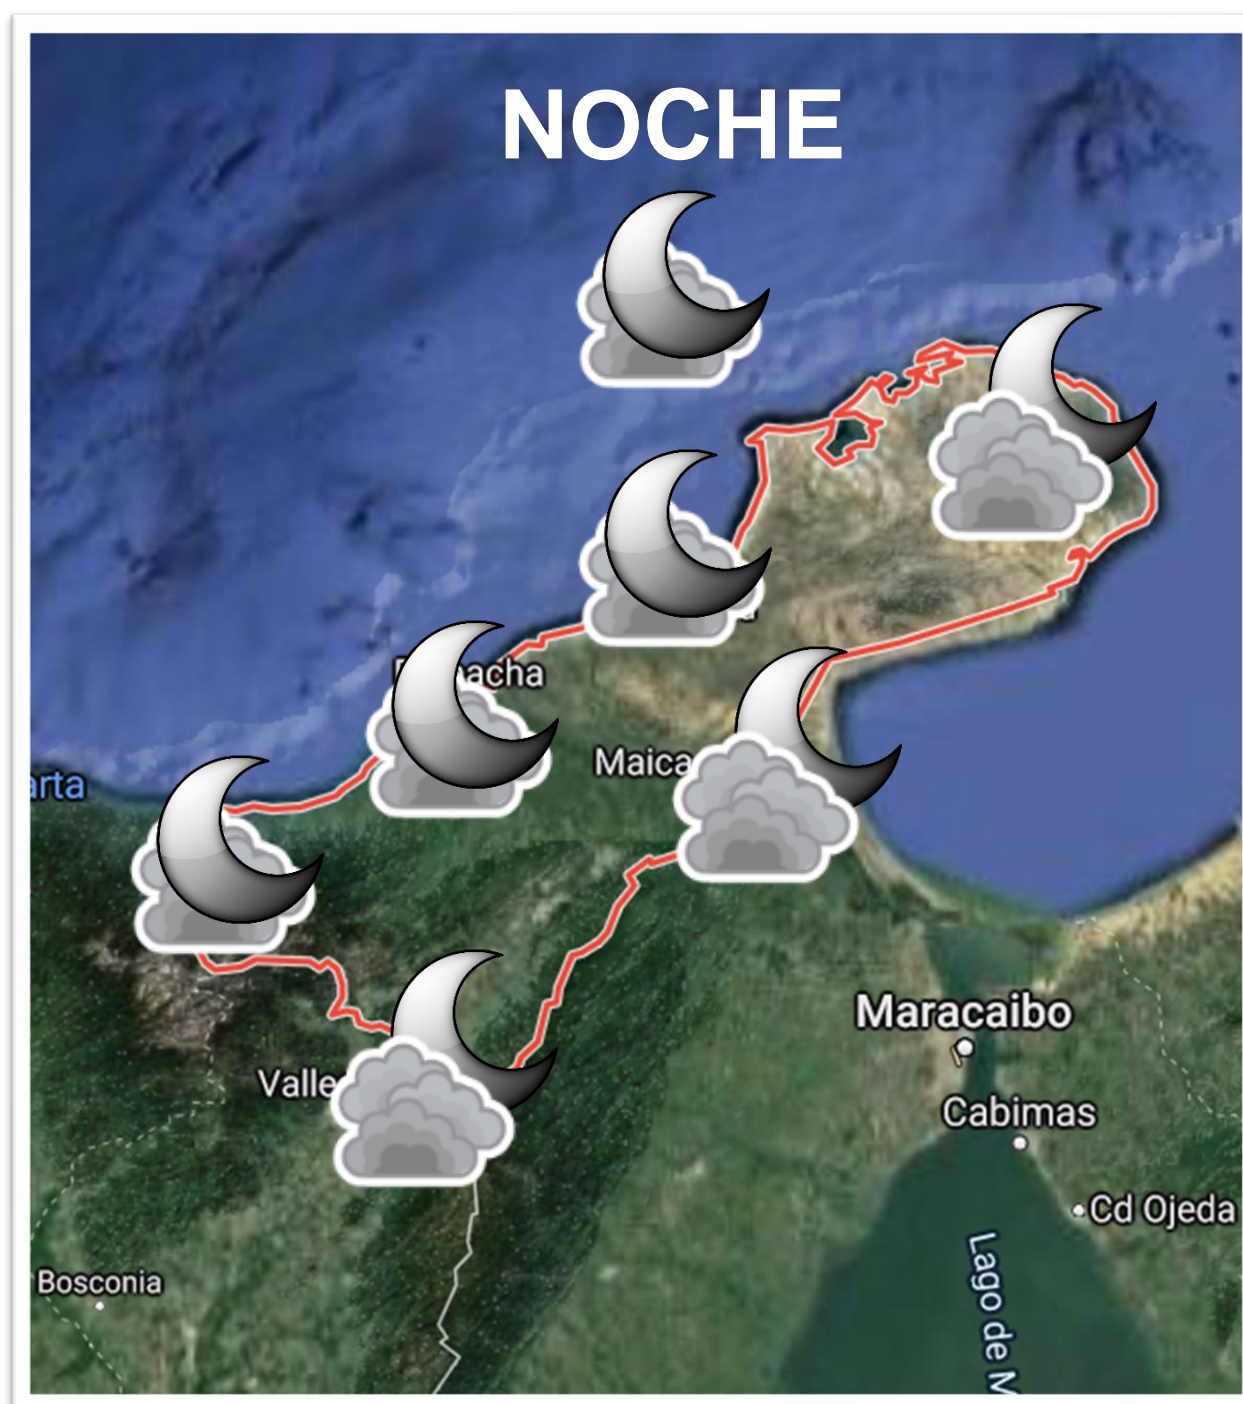 NOCHE
acha
Maica
arta
Maracaibo
Valle
Cabimas
Cd Ojeda
Lago de M
Bosconia